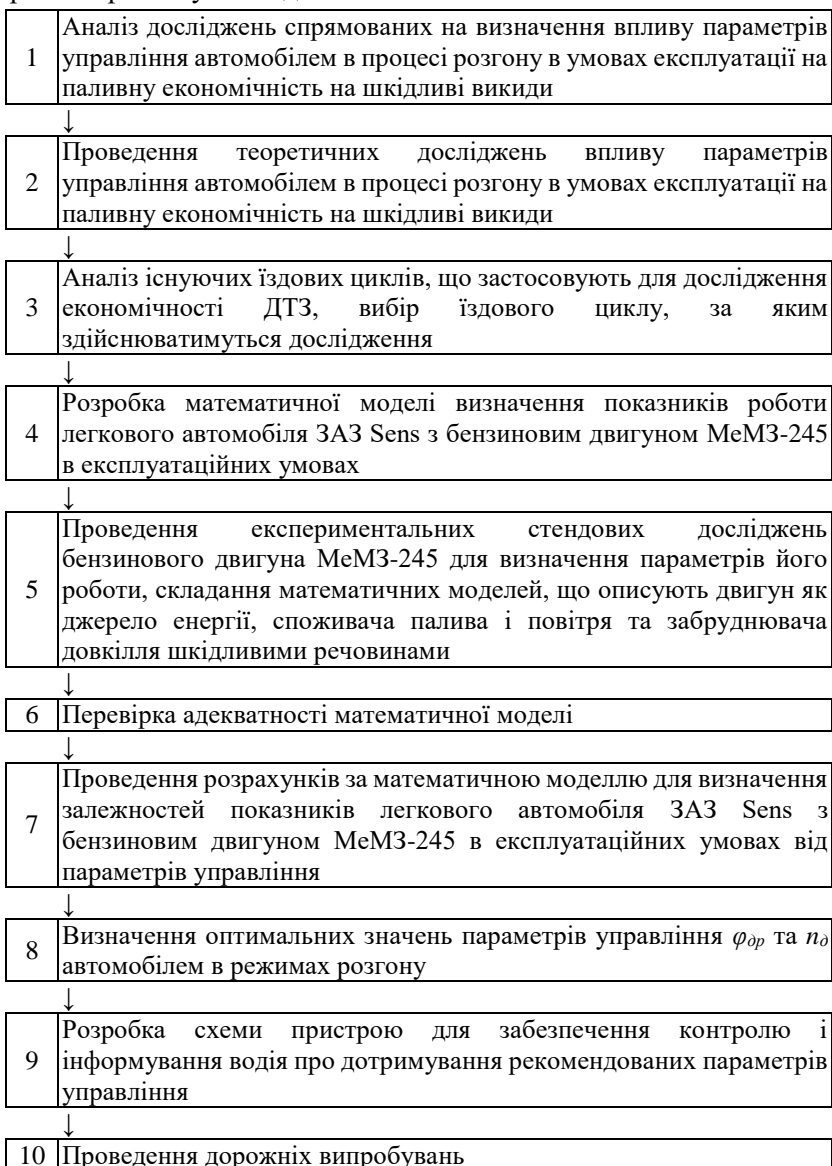 Аналіз досліджень спрямованих на визначення впливу параметрів
1 управління автомобілем в процесі розгону в умовах експлуатації на
паливну економічність на шкідливі викиди
↓
Проведення теоретичних досліджень впливу параметрів
2 управління автомобілем в процесі розгону в умовах експлуатації на
паливну економічність на шкідливі викиди
↓
Аналіз існуючих їздових циклів, що застосовують для дослідження
3 економічності ДТЗ, вибір їздового циклу, за яким
здійснюватимуться дослідження
↓
Розробка математичної моделі визначення показників роботи
4 легкового автомобіля ЗАЗ Sens з бензиновим двигуном МеМЗ-245
в експлуатаційних умовах
↓
Проведення експериментальних стендових досліджень
бензинового двигуна МеМЗ-245 для визначення параметрів його
5 роботи, складання математичних моделей, що описують двигун як
джерело енергії, споживача палива і повітря та забруднювача
довкілля шкідливими речовинами
↓
6 Перевірка адекватності математичної моделі
↓
Проведення розрахунків за математичною моделлю для визначення
залежностей показників легкового автомобіля ЗАЗ Sens з
7 бензиновим двигуном МеМЗ-245 в експлуатаційних умовах від
параметрів управління
↓
8 Визначення оптимальних значень параметрів управління φдр та nд
автомобілем в режимах розгону
↓
Розробка схеми пристрою для забезпечення контролю і
9 інформування водія про дотримування рекомендованих параметрів
управління
↓
10 Проведення дорожніх випробувань